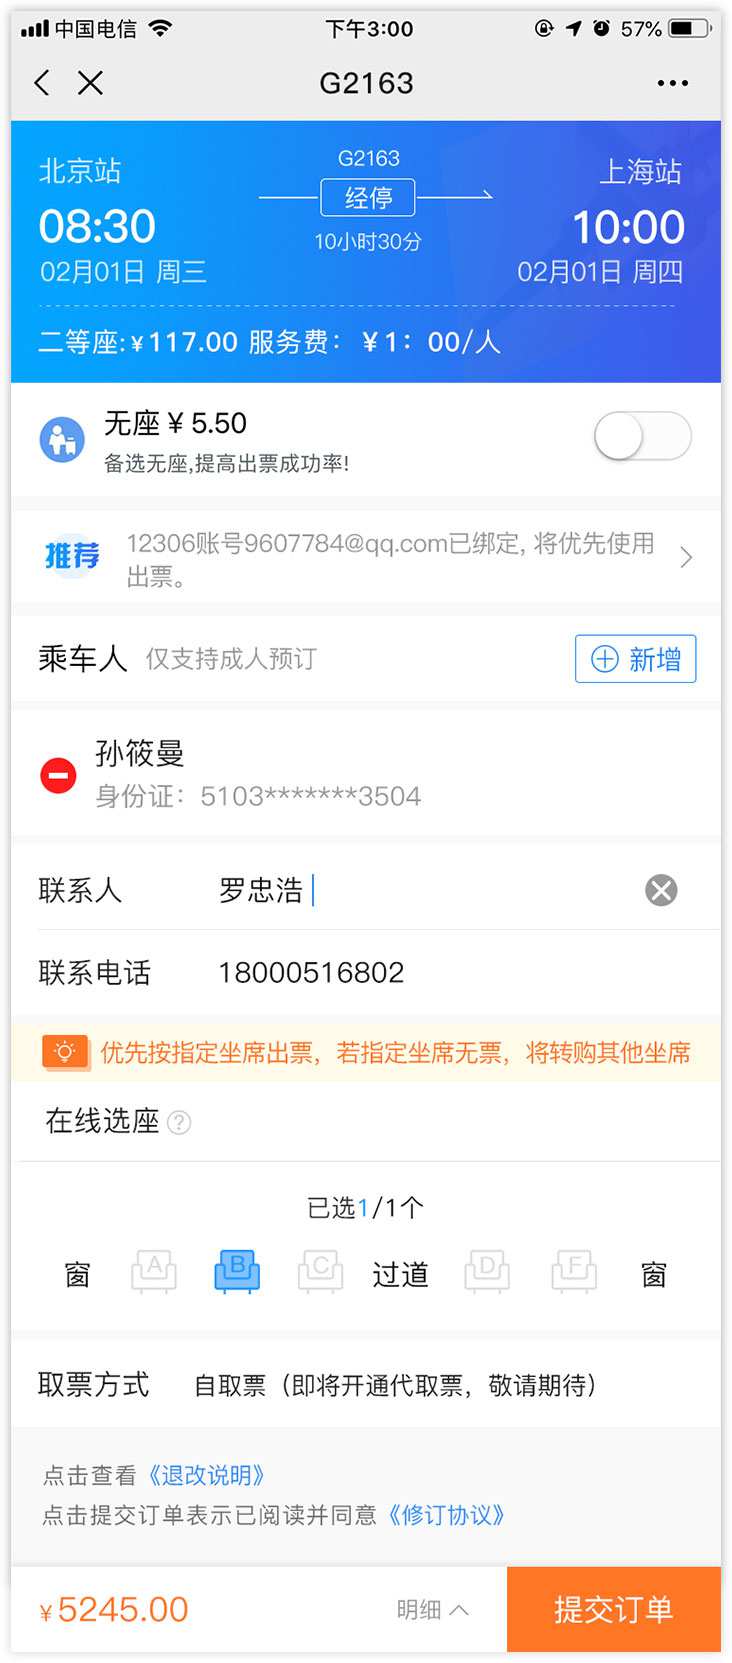 中国电信 下午3:00 57%
G2163
北京站 G2163 上海站
08:30 经停 10:00
10小时30分
02月01日 周三 02月01日 周四
二等座:¥117.00 服务费： ¥1：00/人
无座 ¥ 5.50
备选无座,提高出票成功率!
推荐 12306账号9607784@qq.com已绑定, 将优先使用
出票。
乘车人 仅支持成人预订 新增
孙筱曼
身份证：5103*******3504
联系人 罗忠浩
联系电话 18000516802
优先按指定坐席出票，若指定坐席无票，将转购其他坐席
在线选座 ?
已选1/1个
窗 A B C 过道 D F 窗
取票方式 自取票（即将开通代取票，敬请期待）
点击查看《退改说明》
点击提交订单表示已阅读并同意《修订协议》
¥5245.00 明细 提交订单